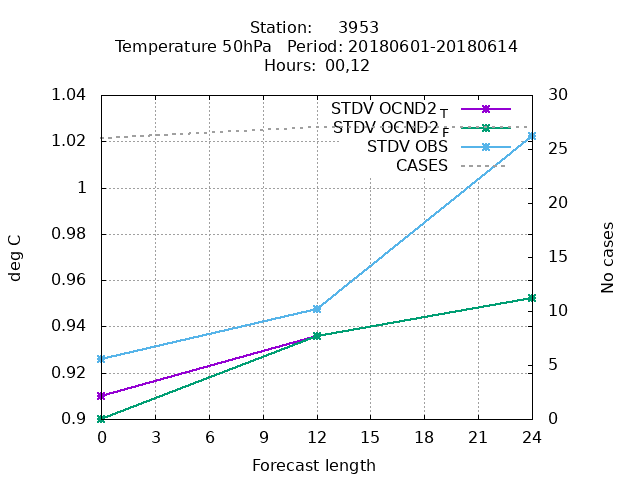 Station: 3953
Temperature 50hPa Period: 20180601-20180614
Hours: 00,12
1.04
1.02
1
0.98
0.96
0.94
0.92
0.9
30
25
20
15
10
5
0
deg C
No cases
STDV OCND2_T
STDV OCND2_F
STDV OBS
CASES
0 3 6 9 12 15 18 21 24
Forecast length